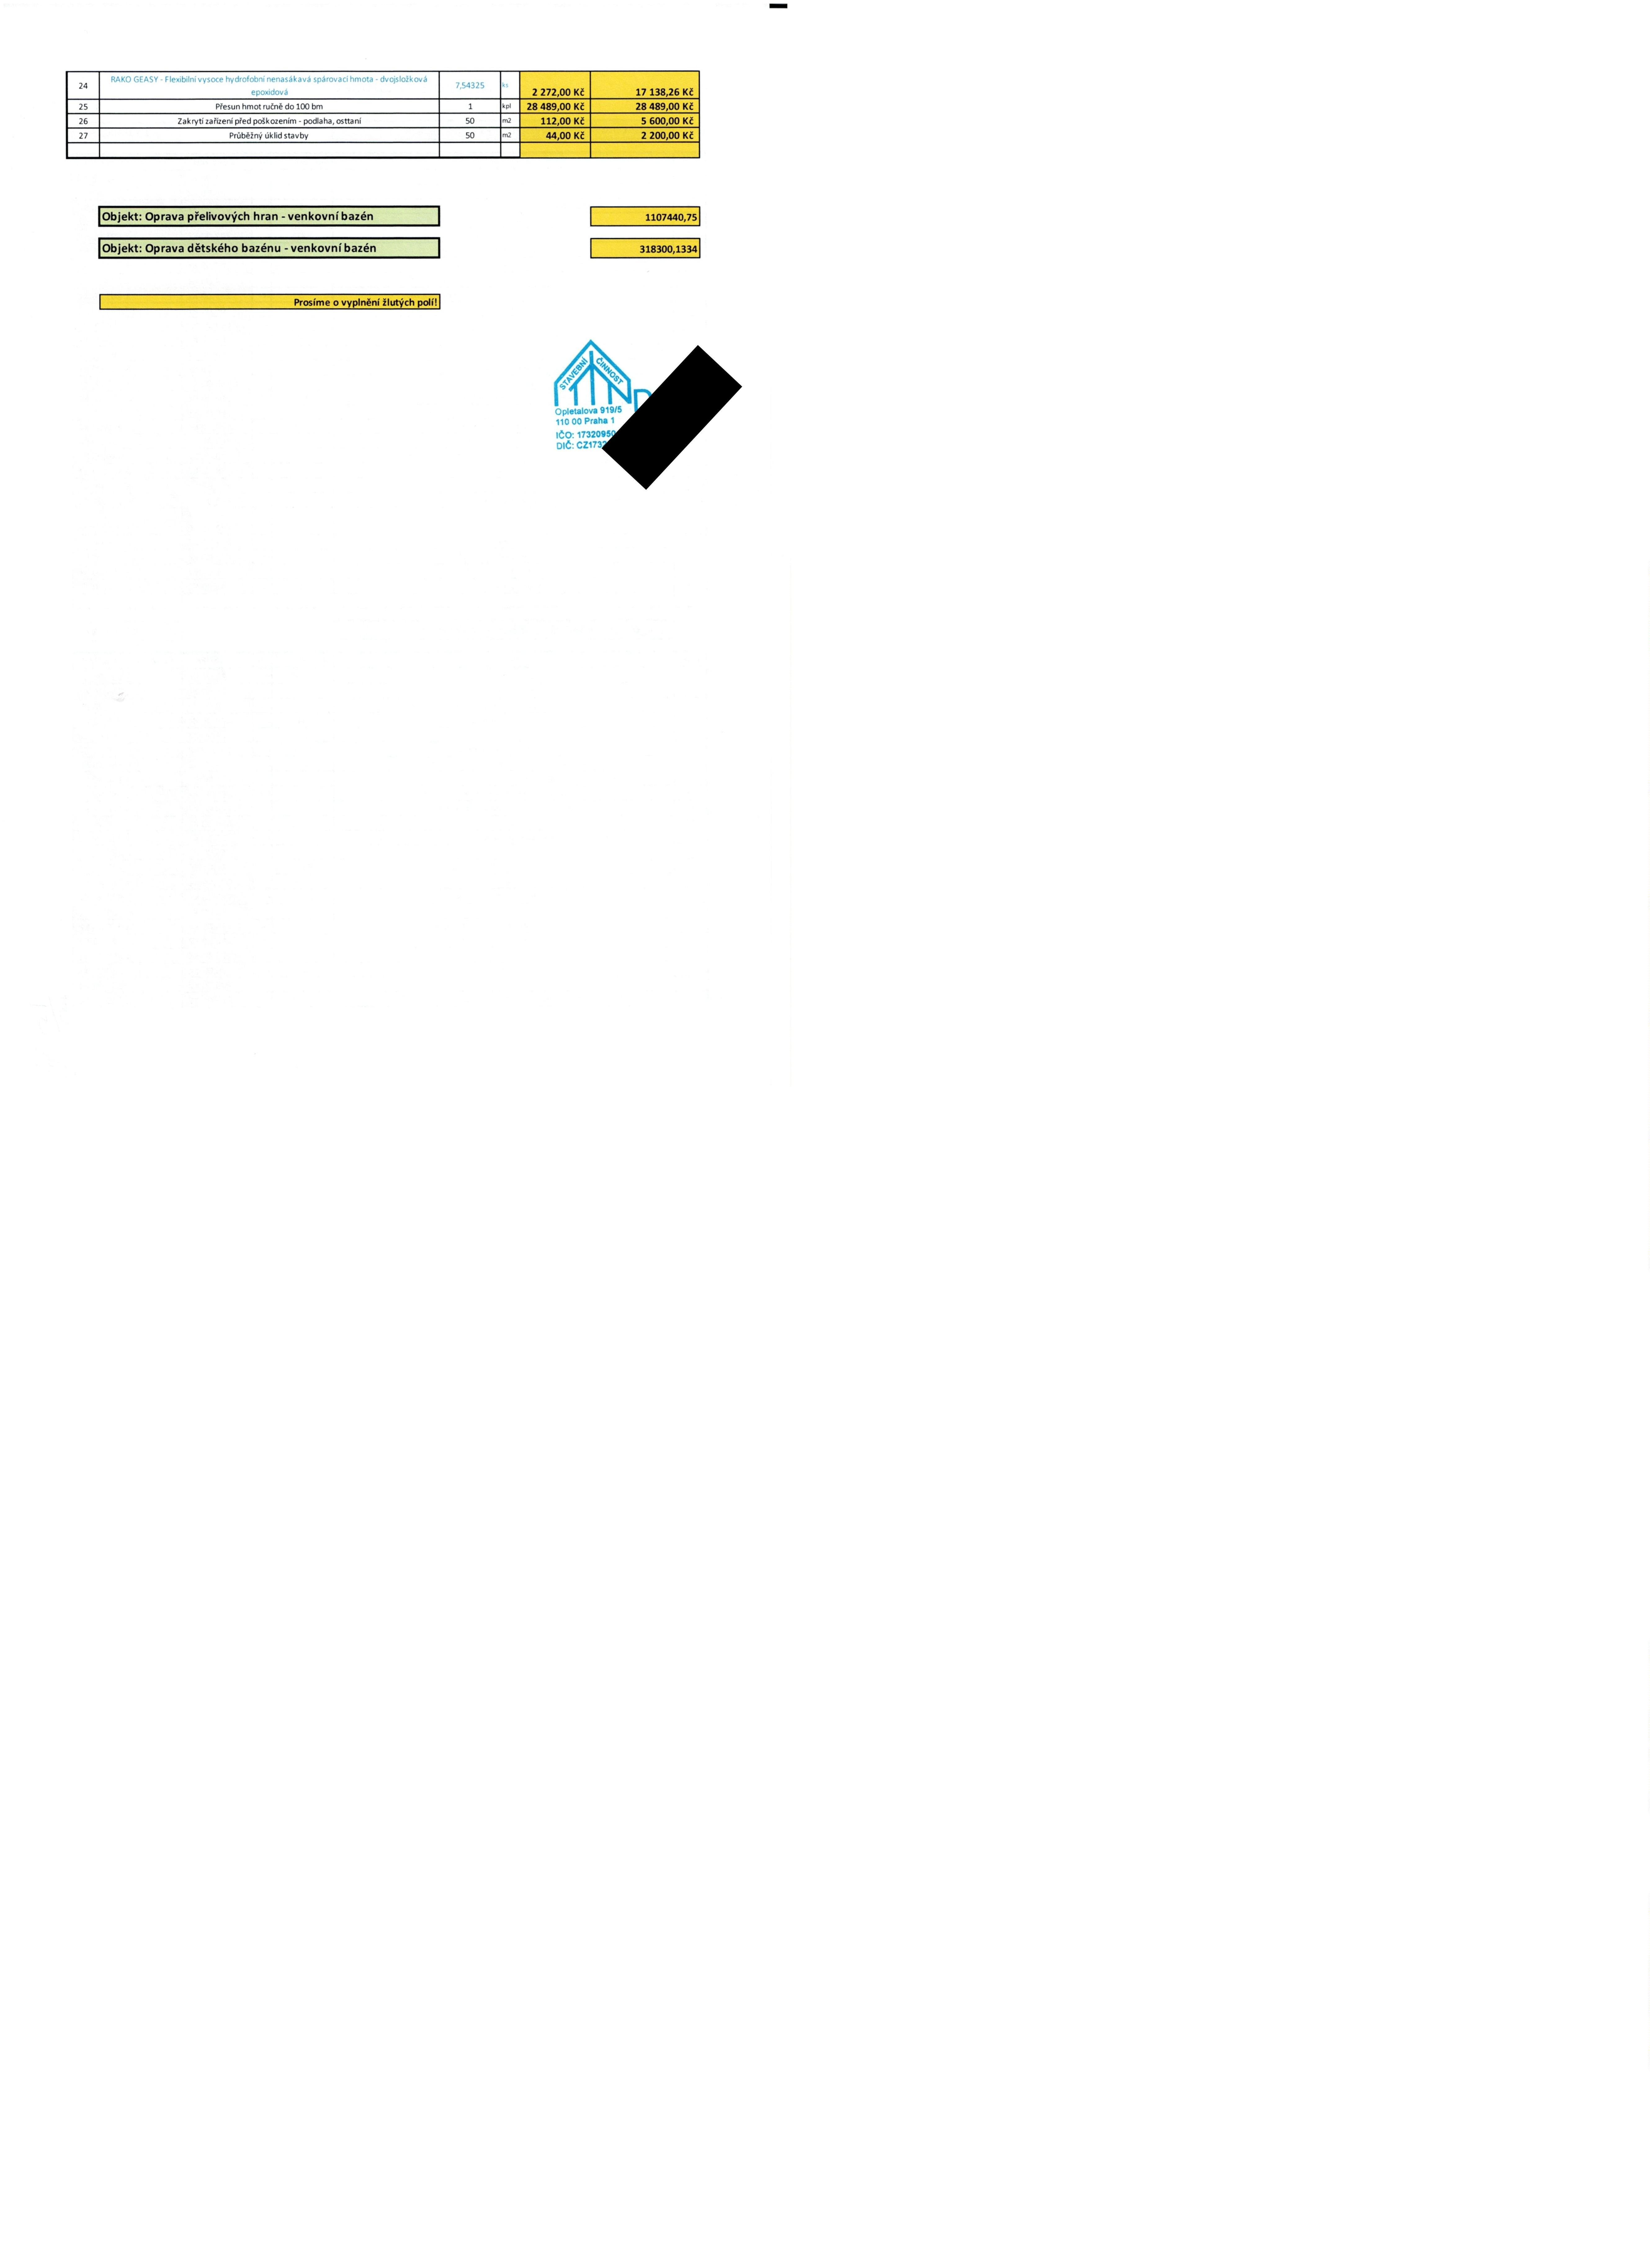 24 RAKO GEASY - Flexibilní vysoce hydrofobní nenasákavá spárovací hmota - dvojsložková epoxidová 7,54325 ks 2 272,00 Kč 17 138,26 Kč
25 Přesun hmot ručně do 100 bm 1 kpl 28 489,00 Kč 28 489,00 Kč
26 Zakrytí zařízení před poškozením - podlaha, osttaní 50 m2 112,00 Kč 5 600,00 Kč
27 Průběžný úklid stavby 50 m2 44,00 Kč 2 200,00 Kč
Objekt: Oprava přelivových hran - venkovní bazén 1107440,75
Objekt: Oprava dětského bazénu - venkovní bazén 318300,1334
Prosíme o vyplnění žlutých polí!
STAVEBNÍ ČINNOST
Opletalova 919/5
110 00 Praha 1
IČO: 17320950
DIČ: